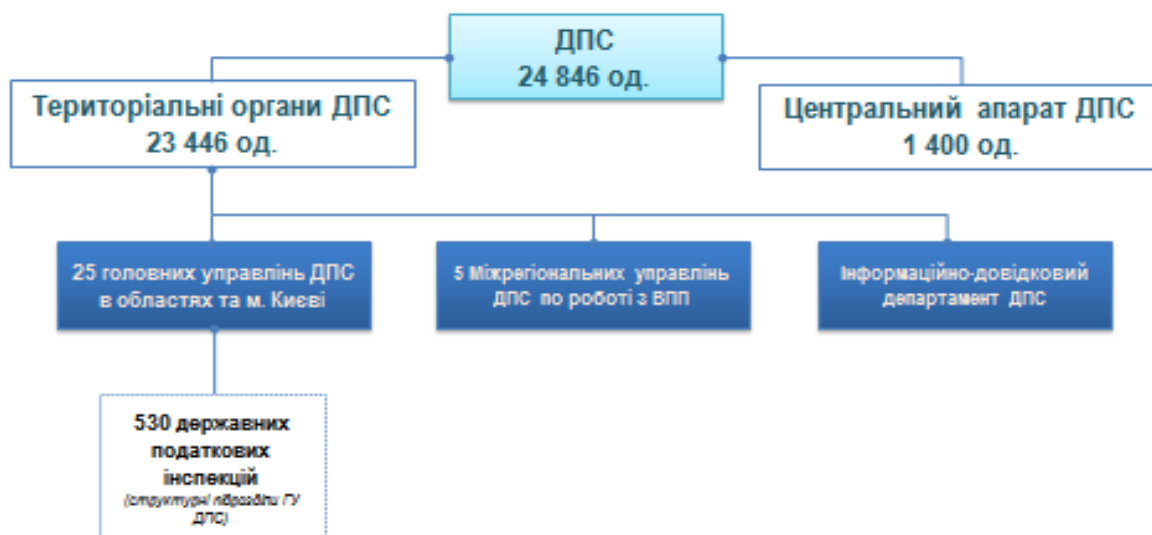 ДПС
24 846 од.
Територіальні органи ДПС
23 446 од.
Центральний апарат ДПС
1 400 од.
25 головних управлінь ДПС
в областях та м. Києві
5 Міжрегіональних управлінь
ДПС по роботі з ВПП
Інформаційно-довідковий
департамент ДПС
530 державних
податкових
інспекцій
(структурні підрозділи ГУ
ДПС)